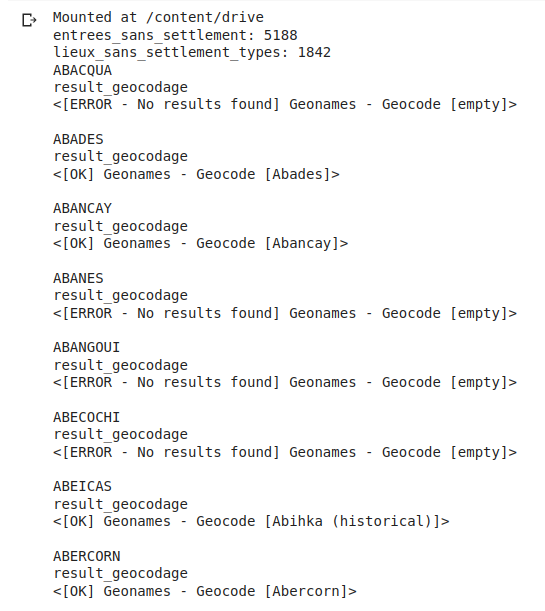 Mounted at /content/drive
entrees_sans_settlement: 5188
lieux_sans_settlement_types: 1842
ABACQUA
result_geocodage
<[ERROR - No results found] Geonames - Geocode [empty]>
ABADES
result_geocodage
<[OK] Geonames - Geocode [Abades]>
ABANCAY
result_geocodage
<[OK] Geonames - Geocode [Abancay]>
ABANES
result_geocodage
<[ERROR - No results found] Geonames - Geocode [empty]>
ABANGOUI
result_geocodage
<[ERROR - No results found] Geonames - Geocode [empty]>
ABECOCHI
result_geocodage
<[ERROR - No results found] Geonames - Geocode [empty]>
ABEICAS
result_geocodage
<[OK] Geonames - Geocode [Abihka (historical)]>
ABERCORN
result_geocodage
<[OK] Geonames - Geocode [Abercorn]>